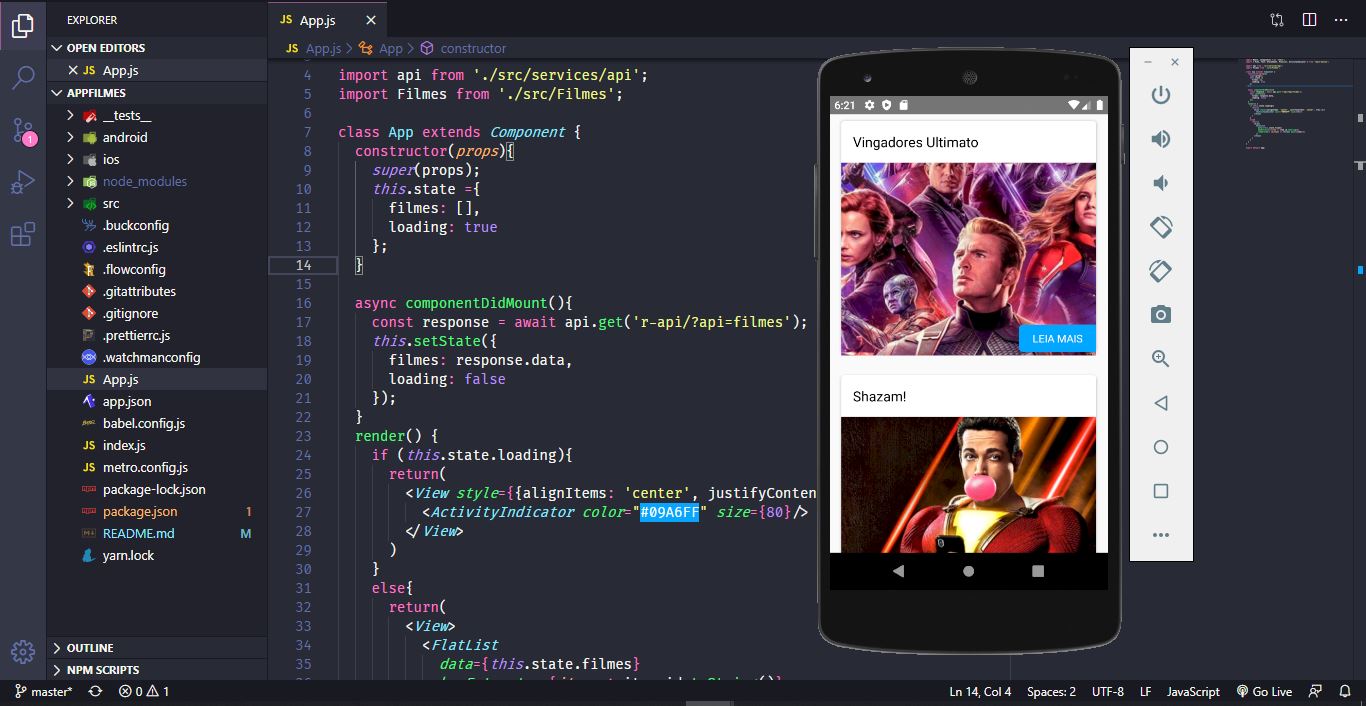 EXPLORER
OPEN EDITORS
JS App.js
APPFILMES
__tests__
android
ios
node_modules
src
.buckconfig
.eslintrc.js
.flowconfig
.gitattributes
.gitignore
.prettierrc.js
.watchmanconfig
JS App.js
app.json
babel.config.js
JS index.js
JS metro.config.js
package-lock.json
package.json 1
README.md M
yarn.lock
OUTLINE
NPM SCRIPTS
1
JS App.js
JS App.js > App > constructor
4 import api from './src/services/api';
5 import Filmes from './src/Filmes';
6
7 class App extends Component {
8 constructor(props){
9 super(props);
10 this.state ={
11 filmes: [],
12 loading: true
13 };
14 }
15
16 async componentDidMount(){
17 const response = await api.get('r-api/?api=filmes');
18 this.setState({
19 filmes: response.data,
20 loading: false
21 });
22 }
23 render() {
24 if (this.state.loading){
25 return(
26 <View style={{alignItems: 'center', justifyConten
27 <ActivityIndicator color="#09A6FF" size={80}/>
28 </View>
29 )
30 }
31 else{
32 return(
33 <View>
34 <FlatList
35 data={this.state.filmes}
6:21
Vingadores Ultimato
LEIA MAIS
Shazam!
master*
0 1
Ln 14, Col 4
Spaces: 2
UTF-8
LF
JavaScript
Go Live